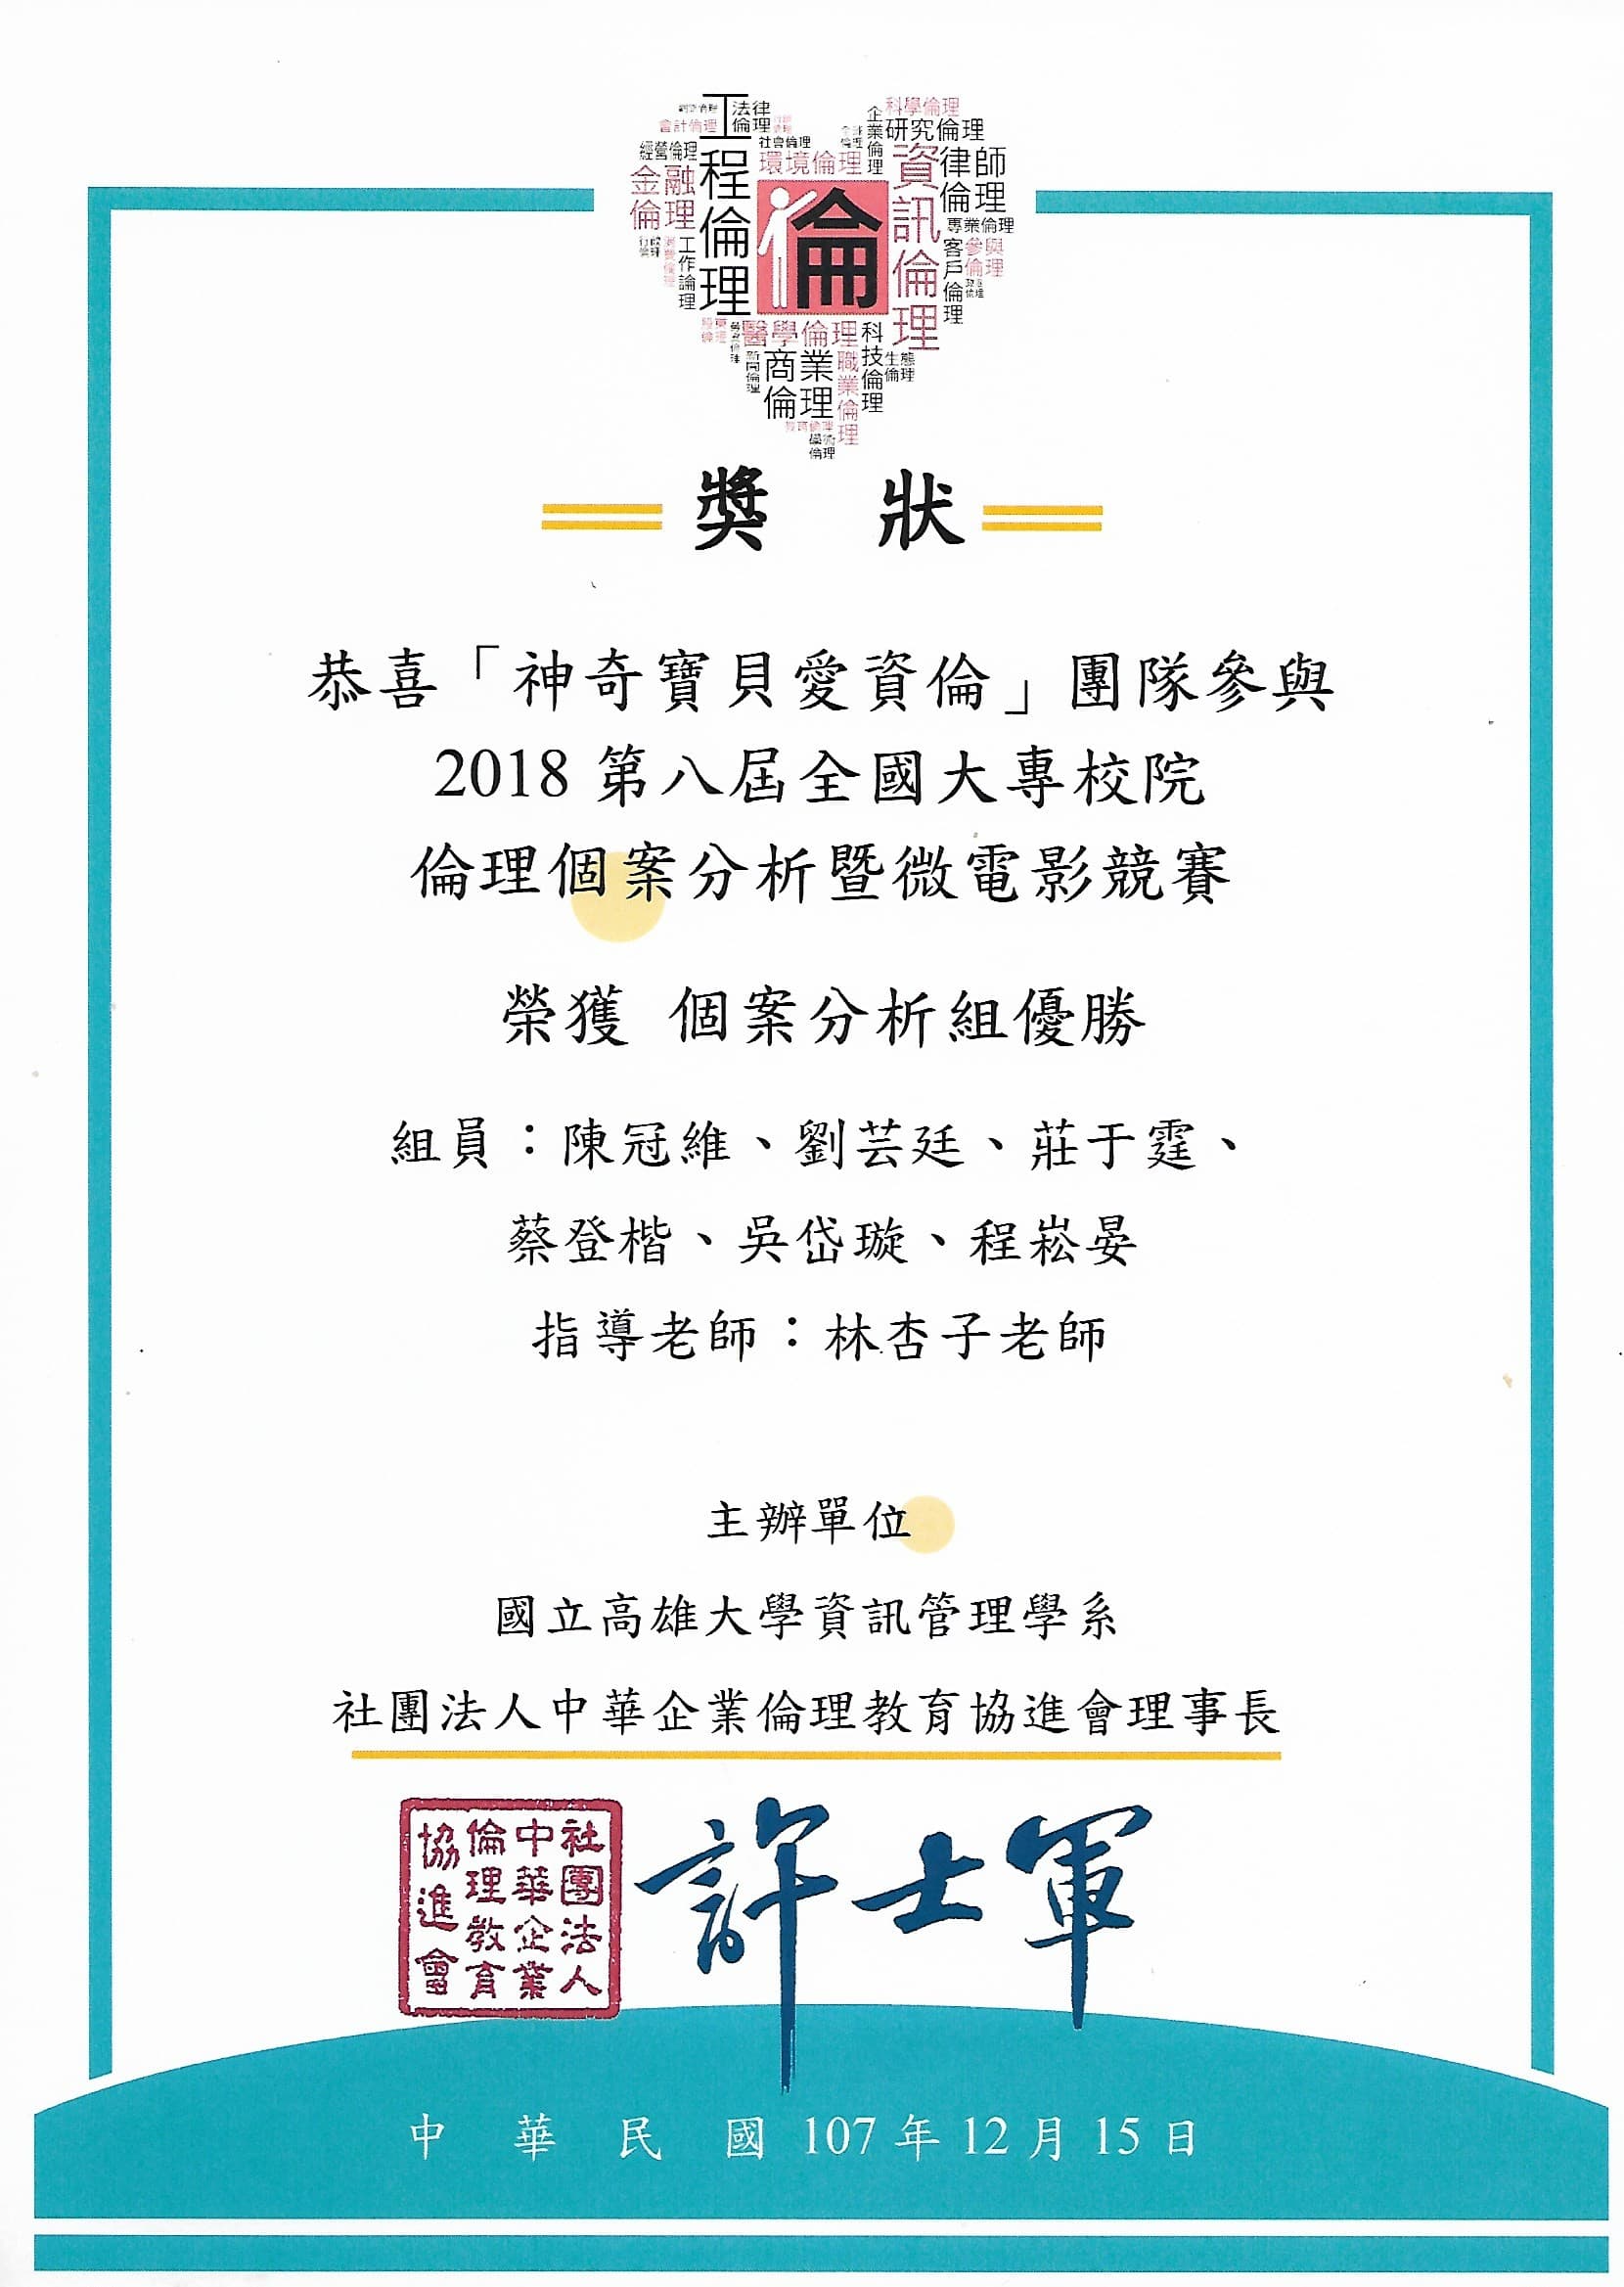 工程倫理
法律倫理
會計倫理
社會倫理
環境倫理
企業倫理
科學倫理
研究倫理
經營倫理
金融倫理
資訊倫理
律師倫理
專業倫理
客戶倫理
參與倫理
工作論理
倫
醫學倫理
商業倫理
職業倫理
科技倫理
生態倫理
新聞倫理
教育倫理
學術倫理
獎 狀
恭喜「神奇寶貝愛資倫」團隊參與
2018 第八屆全國大專校院
倫理個案分析暨微電影競賽
榮獲 個案分析組優勝
組員：陳冠維、劉芸廷、莊于霆、
蔡登楷、吳岱璇、程崧晏
指導老師：林杏子老師
主辦單位
國立高雄大學資訊管理學系
社團法人中華企業倫理教育協進會理事長
社團法人
中華企業
倫理教育
協進會
許士軍
中 華 民 國 107 年 12 月 15 日